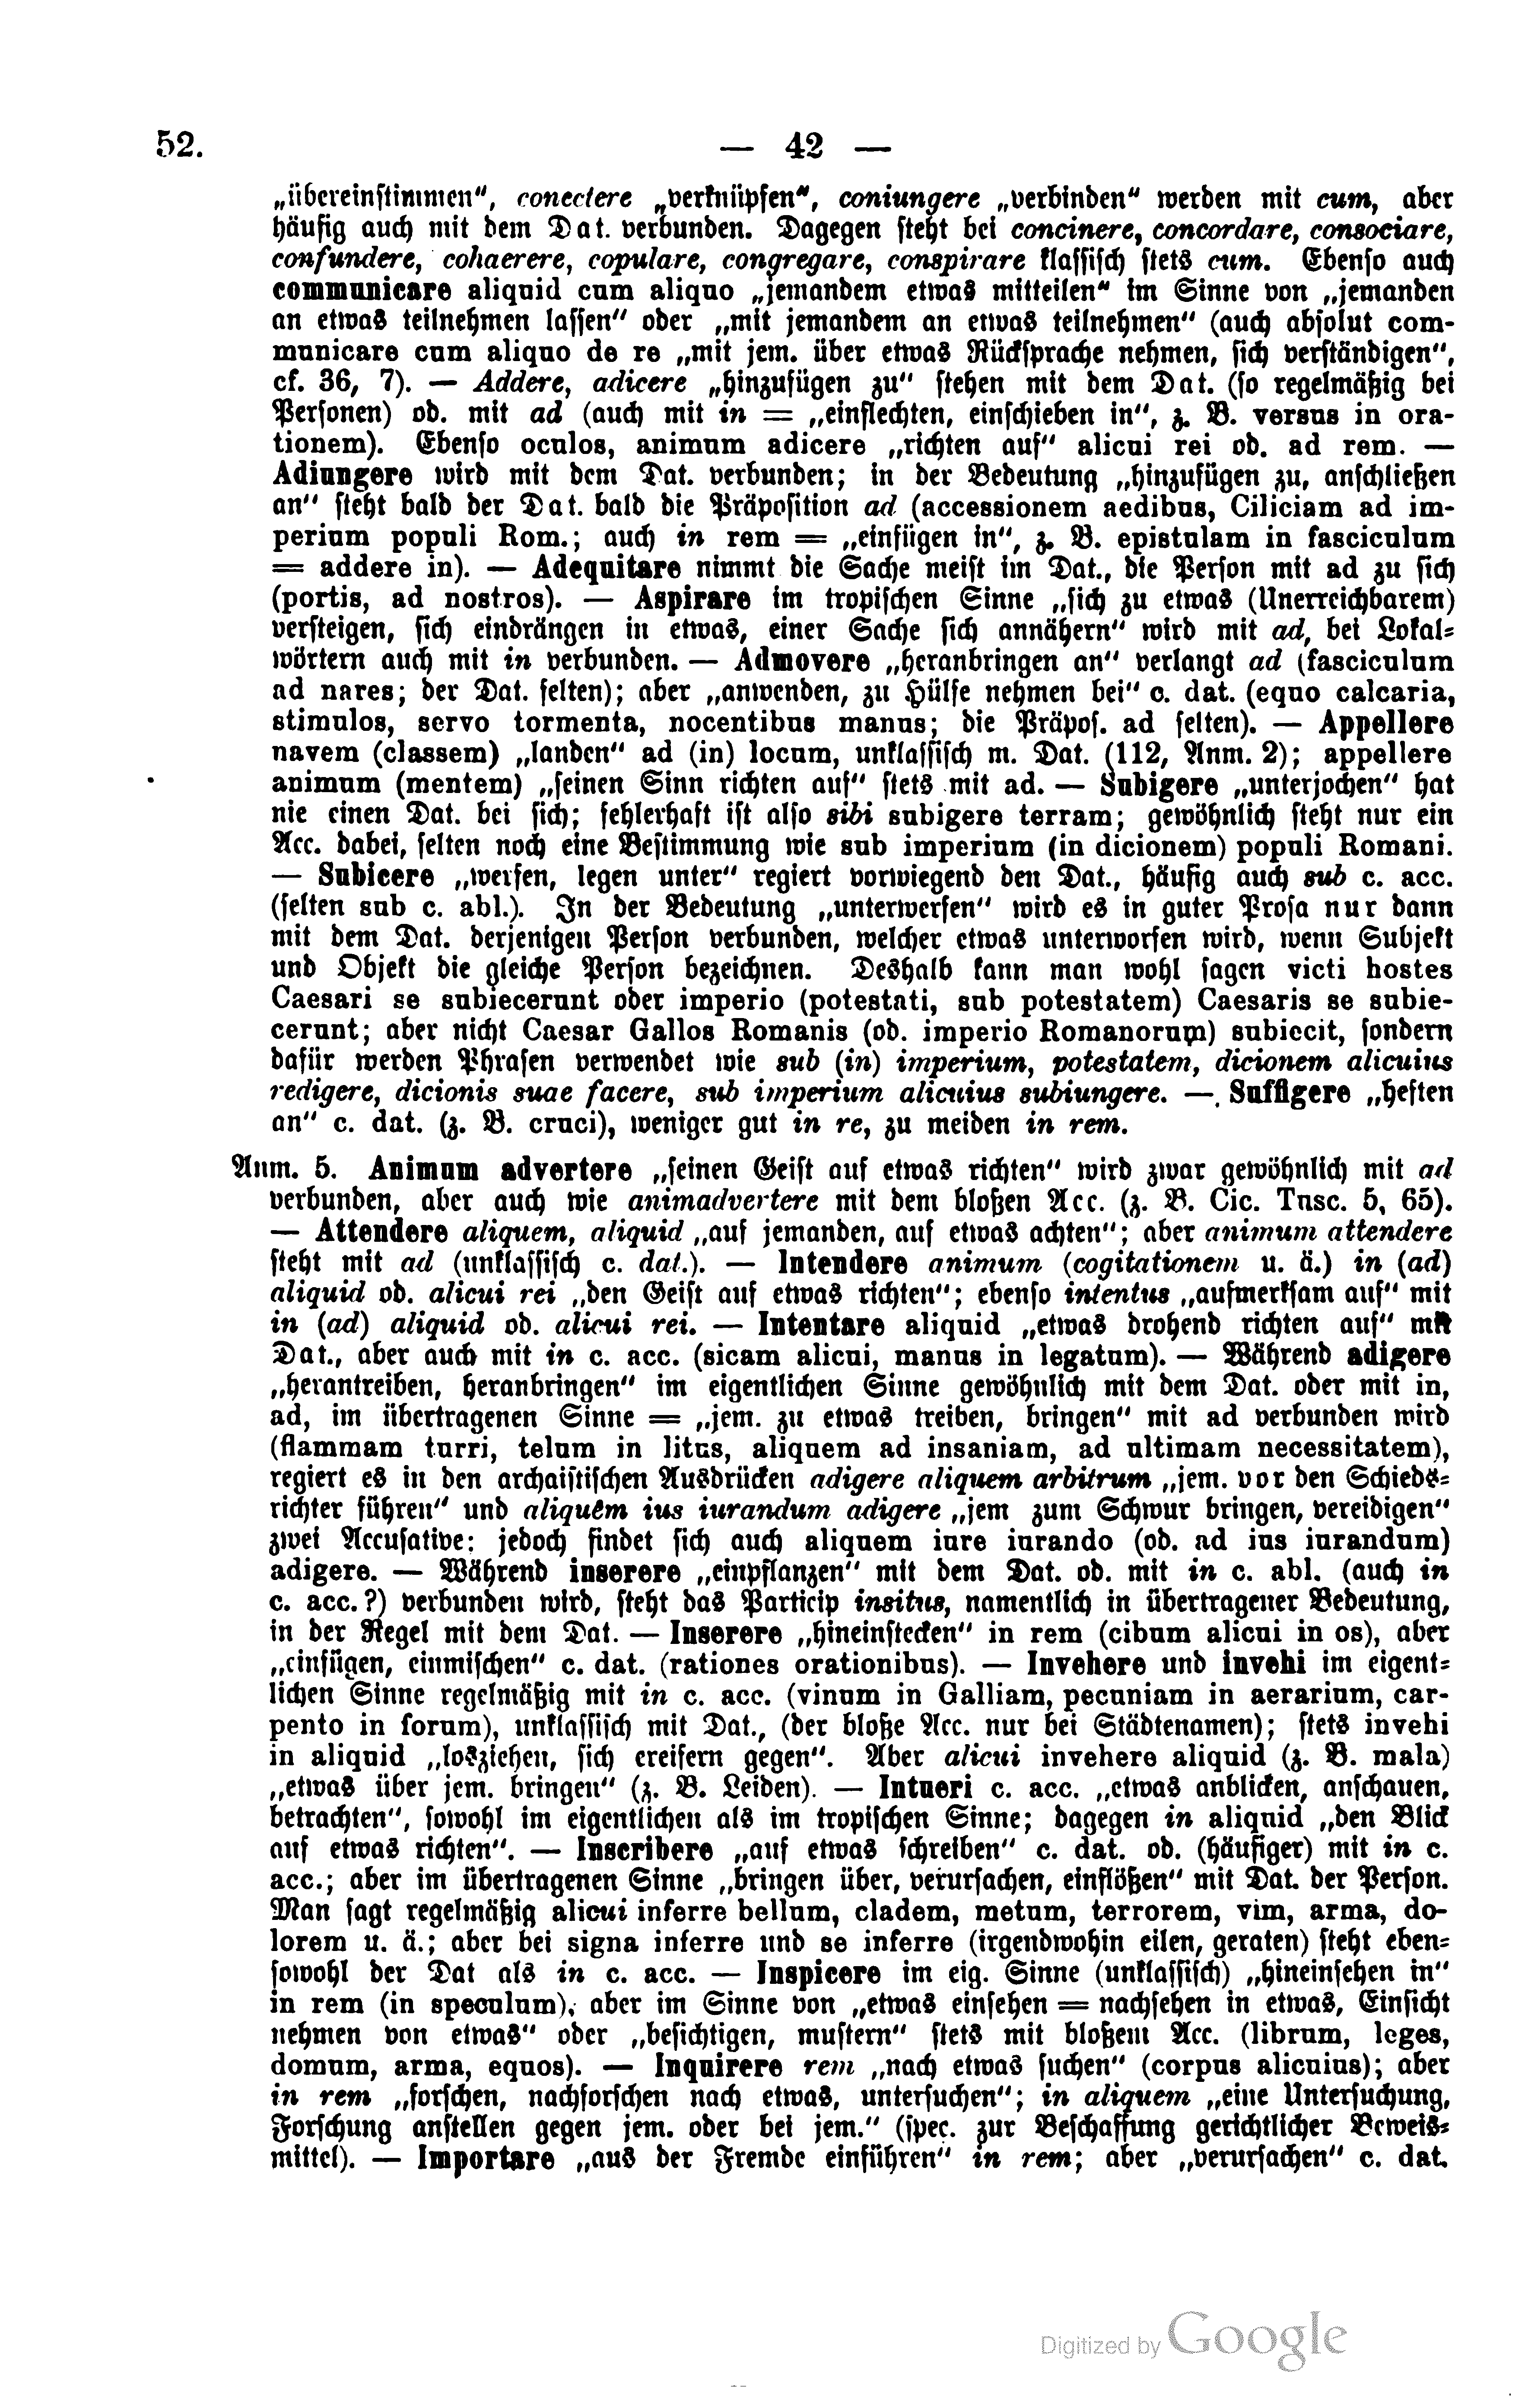 52.
— 42 —
„übereinstimmen“, conectere „verknüpfen“, coniungere „verbinden“ werden mit cum, aber
häufig auch mit dem Dat. verbunden. Dagegen steht bei concinere, concordare, consociare,
confundere, cohaerere, copulare, congregare, conspirare klassisch stets cum. Ebenso auch
communicare aliquid cum aliquo „jemandem etwas mitteilen“ im Sinne von „jemanden
an etwas teilnehmen lassen“ oder „mit jemandem an etwas teilnehmen“ (auch absolut com-
municare cum aliquo de re „mit jem. über etwas Rücksprache nehmen, sich verständigen“,
cf. 36, 7). — Addere, adicere „hinzufügen zu“ stehen mit dem Dat. (so regelmäßig bei
Personen) ob. mit ad (auch mit in = „einflechten, einschieben in“, z. B. versus in ora-
tionem). Ebenso oculos, animum adicere „richten auf“ alicui rei od. ad rem. —
Adiungere wird mit dem Dat. verbunden; in der Bedeutung „hinzufügen zu, anschließen
an“ steht bald der Dat. bald die Präposition ad (accessionem aedibus, Ciliciam ad im-
perium populi Rom.; auch in rem = „einfügen in“, z. B. epistulam in fasciculum
= addere in). — Adequitare nimmt die Sache meist im Dat., die Person mit ad zu sich
(portis, ad nostros). — Aspirare im tropischen Sinne „sich zu etwas (Unerreichbarem)
versteigen, sich eindrängen in etwas, einer Sache sich annähern“ wird mit ad, bei Lokal-
wörtern auch mit in verbunden. — Admovere „heranbringen an“ verlangt ad (fasciculum
ad nares; der Dat. selten); aber „anwenden, zu Hülfe nehmen bei“ c. dat. (equo calcaria,
stimulos, servo tormenta, nocentibus manus; die Präpos. ad selten). — Appellere
navem (classem) „landen“ ad (in) locum, unklassisch m. Dat. (112, Anm. 2); appellere
animum (mentem) „seinen Sinn richten auf“ stets mit ad. — Subigere „unterjochen“ hat
nie einen Dat. bei sich; fehlerhaft ist also sibi subigere terram; gewöhnlich steht nur ein
Acc. dabei, selten noch eine Bestimmung wie sub imperium (in dicionem) populi Romani.
— Subicere „werfen, legen unter“ regiert vorwiegend den Dat., häufig auch sub c. acc.
(selten sub c. abl.). In der Bedeutung „unterwerfen“ wird es in guter Prosa nur dann
mit dem Dat. derjenigen Person verbunden, welcher etwas unterworfen wird, wenn Subjekt
und Objekt die gleiche Person bezeichnen. Deshalb kann man wohl sagen victi hostes
Caesari se subiecerunt oder imperio (potestati, sub potestatem) Caesaris se subie-
cerunt; aber nicht Caesar Gallos Romanis (od. imperio Romanorum) subiecit, sondern
dafür werden Phrasen verwendet wie sub (in) imperium, potestatem, dicionem alicuius
redigere, dicionis suae facere, sub imperium alicuius subiungere. — Suffigere „heften
an“ c. dat. (z. B. cruci), weniger gut in re, zu meiden in rem.
Anm. 5. Animum advertere „seinen Geist auf etwas richten“ wird zwar gewöhnlich mit ad
verbunden, aber auch wie animadvertere mit dem bloßen Acc. (z. B. Cic. Tusc. 5, 65).
— Attendere aliquem, aliquid „auf jemanden, auf etwas achten“; aber animum attendere
steht mit ad (unklassisch c. dat.). — Intendere animum (cogitationem u. ä.) in (ad)
aliquid od. alicui rei „den Geist auf etwas richten“; ebenso intentus „aufmerksam auf“ mit
in (ad) aliquid od. alicui rei. — Intentare aliquid „etwas drohend richten auf“ mit
Dat., aber auch mit in c. acc. (sicam alicui, manus in legatum). — Während adigere
„herantreiben, heranbringen“ im eigentlichen Sinne gewöhnlich mit dem Dat. oder mit in,
ad, im übertragenen Sinne = „jem. zu etwas treiben, bringen“ mit ad verbunden wird
(flammam turri, telum in litus, aliquem ad insaniam, ad ultimam necessitatem),
regiert es in den archaistischen Ausdrücken adigere aliquem arbitrum „jem. vor den Schieds-
richter führen“ und aliquem ius iurandum adigere „jem zum Schwur bringen, vereidigen“
zwei Accusative: jedoch findet sich auch aliquem iure iurando (od. ad ius iurandum)
adigere. — Während inserere „einpflanzen“ mit dem Dat. od. mit in c. abl. (auch in
c. acc.?) verbunden wird, steht das Particip insitus, namentlich in übertragener Bedeutung,
in der Regel mit dem Dat. — Inserere „hineinstecken“ in rem (cibum alicui in os), aber
„einfügen, einmischen“ c. dat. (rationes orationibus). — Invehere und invehi im eigent-
lichen Sinne regelmäßig mit in c. acc. (vinum in Galliam, pecuniam in aerarium, car-
pento in forum), unklassisch mit Dat., (der bloße Acc. nur bei Städtenamen); stets invehi
in aliquid „losziehen, sich ereifern gegen“. Aber alicui invehere aliquid (z. B. mala)
„etwas über jem. bringen“ (z. B. Leiden). — Intueri c. acc. „etwas anblicken, anschauen,
betrachten“, sowohl im eigentlichen als im tropischen Sinne; dagegen in aliquid „den Blick
auf etwas richten“. — Inscribere „auf etwas schreiben“ c. dat. od. (häufiger) mit in c.
acc.; aber im übertragenen Sinne „bringen über, verursachen, einflößen“ mit Dat. der Person.
Man sagt regelmäßig alicui inferre bellum, cladem, metum, terrorem, vim, arma, do-
lorem u. ä.; aber bei signa inferre und se inferre (irgendwohin eilen, geraten) steht eben-
sowohl der Dat als in c. acc. — Inspicere im eig. Sinne (unklassisch) „hineinsehen in“
in rem (in speculum), aber im Sinne von „etwas einsehen = nachsehen in etwas, Einsicht
nehmen von etwas“ oder „besichtigen, mustern“ stets mit bloßem Acc. (librum, leges,
domum, arma, equos). — Inquirere rem „nach etwas suchen“ (corpus alicuius); aber
in rem „forschen, nachforschen nach etwas, untersuchen“; in aliquem „eine Untersuchung,
Forschung anstellen gegen jem. oder bei jem.“ (spec. zur Beschaffung gerichtlicher Beweis-
mittel). — Importare „aus der Fremde einführen“ in rem; aber „verursachen“ c. dat.
Digitized by Google